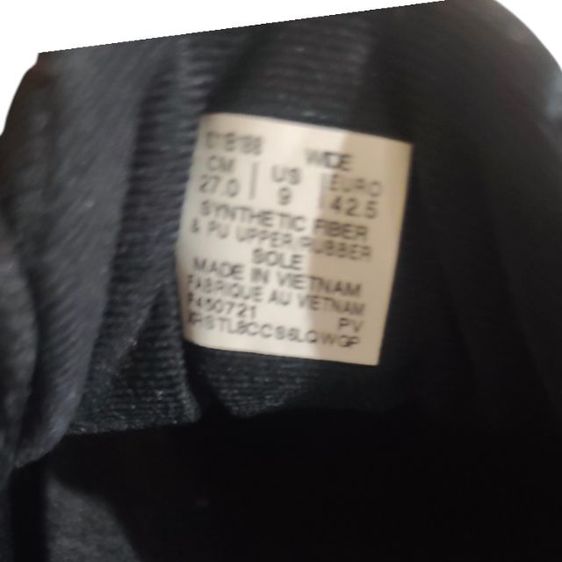 WIDE
CM US EURO
27.0 9 42.5
SYNTHETIC FIBER
& PU UPPER/RUBBER
SOLE
MADE IN VIETNAM
FABRIQUE AU VIETNAM
PV